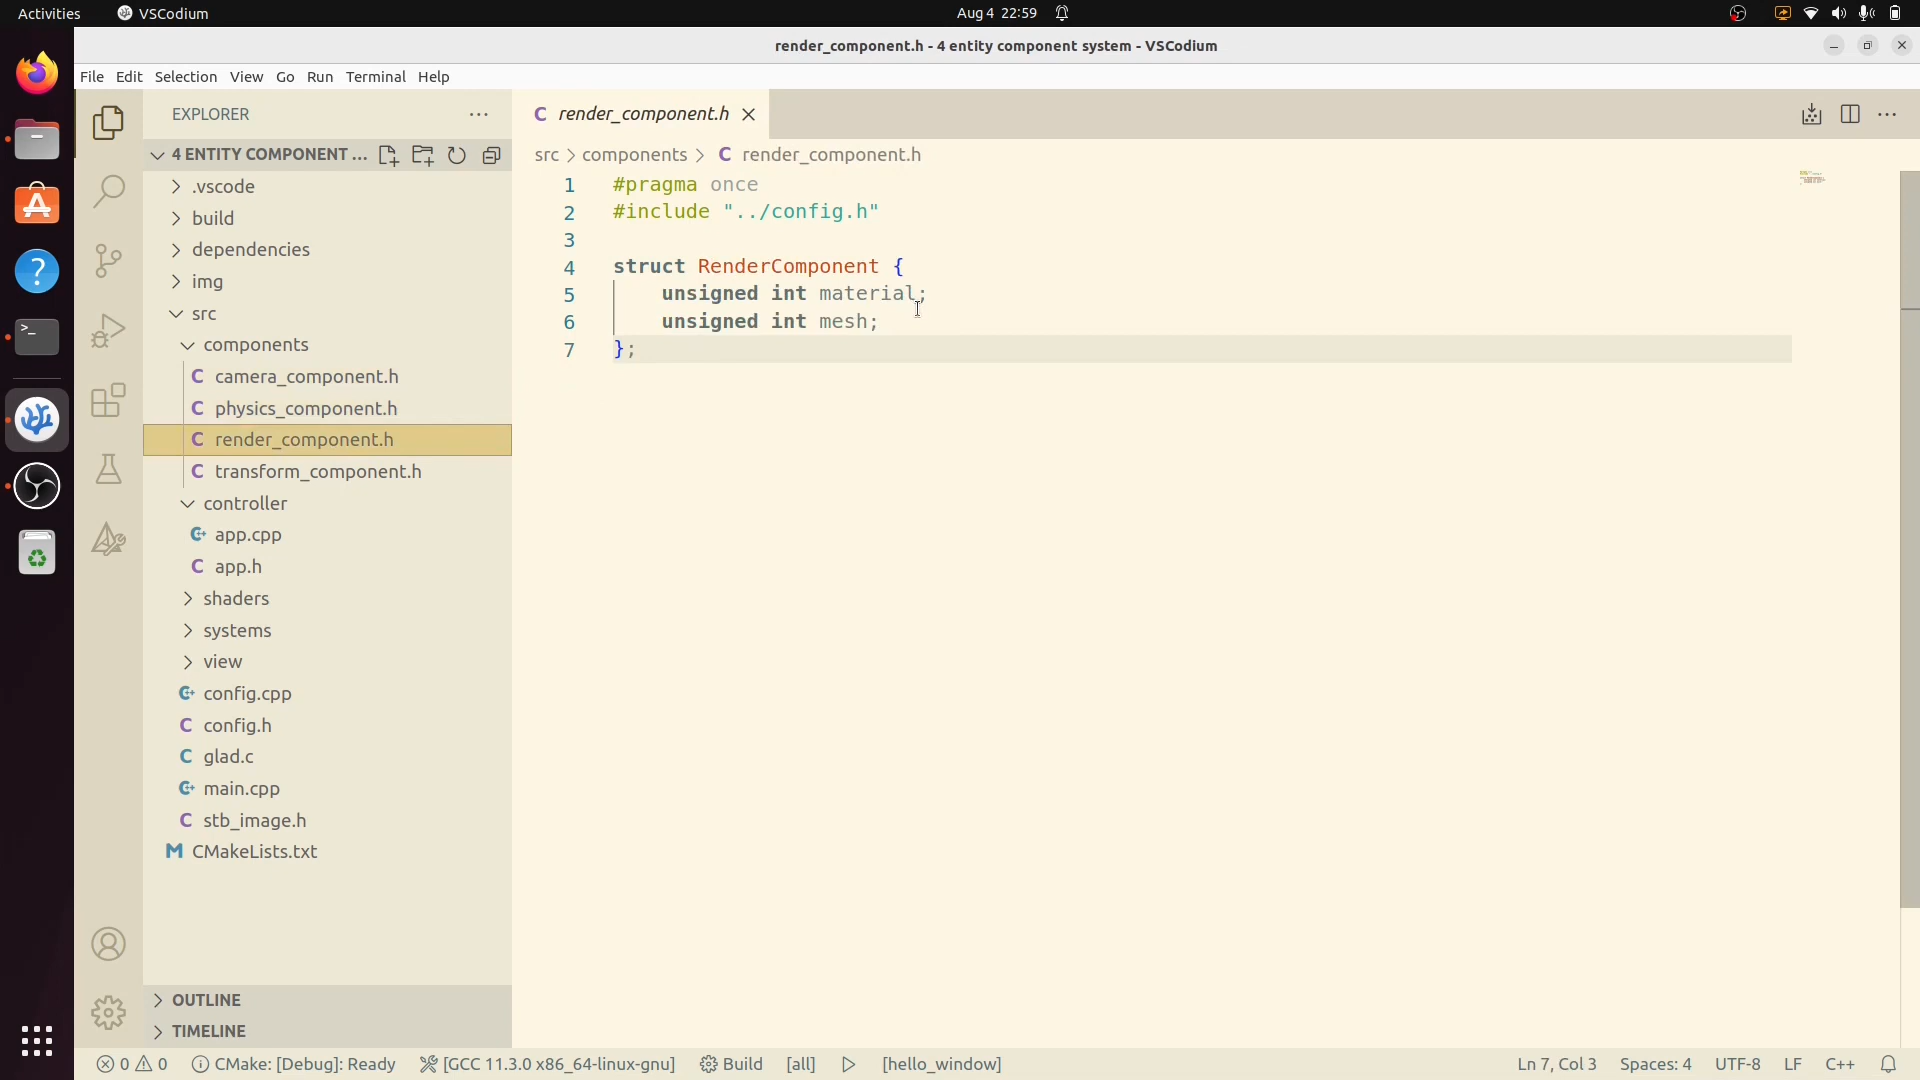 Activities
VSCodium
Aug 4 22:59
render_component.h - 4 entity component system - VSCodium
File Edit Selection View Go Run Terminal Help
EXPLORER
4 ENTITY COMPONENT ...
.vscode
build
dependencies
img
src
components
C camera_component.h
C physics_component.h
C render_component.h
C transform_component.h
controller
C+ app.cpp
C app.h
shaders
systems
view
C+ config.cpp
C config.h
C glad.c
C+ main.cpp
C stb_image.h
M CMakeLists.txt
OUTLINE
TIMELINE
C render_component.h
src > components > C render_component.h
1 #pragma once
2 #include "../config.h"
3
4 struct RenderComponent {
5 unsigned int material;
6 unsigned int mesh;
7 };
0 0 CMake: [Debug]: Ready [GCC 11.3.0 x86_64-linux-gnu] Build [all] [hello_window] Ln 7, Col 3 Spaces: 4 UTF-8 LF C++